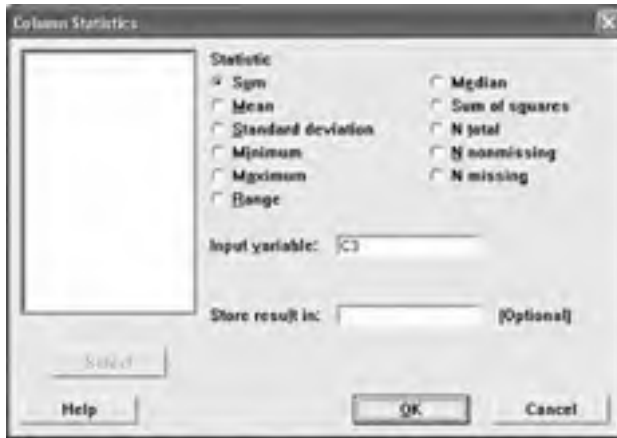 Column Statistics
Statistic
Sum
Mean
Standard deviation
Minimum
Maximum
Range
Median
Sum of squares
N total
N nonmissing
N missing
Input variable: C3
Store result in: (Optional)
Select
Help
OK
Cancel